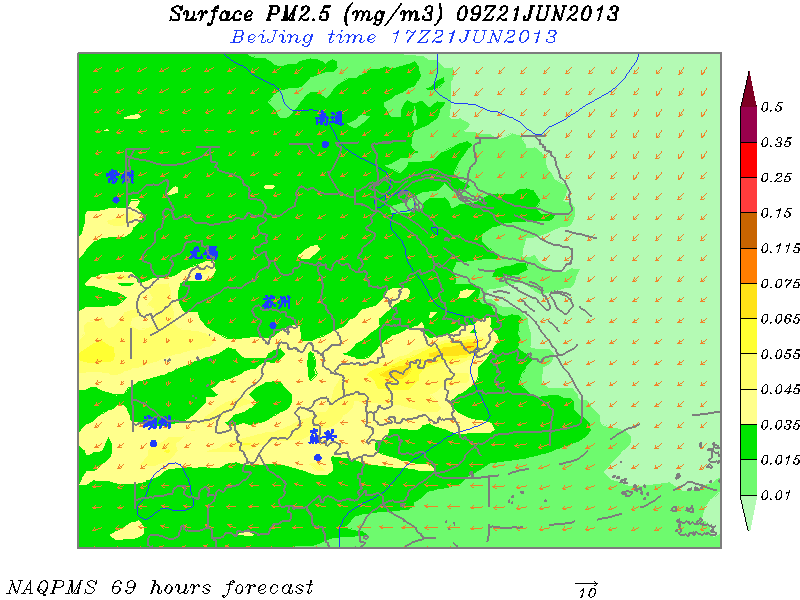 Surface PM2.5 (mg/m3) 09Z21JUN2013
BeiJing time 17Z21JUN2013
南通
常州
无锡
苏州
湖州
嘉兴
0.5
0.35
0.25
0.15
0.115
0.075
0.065
0.055
0.045
0.035
0.015
0.01
NAQPMS 69 hours forecast
10